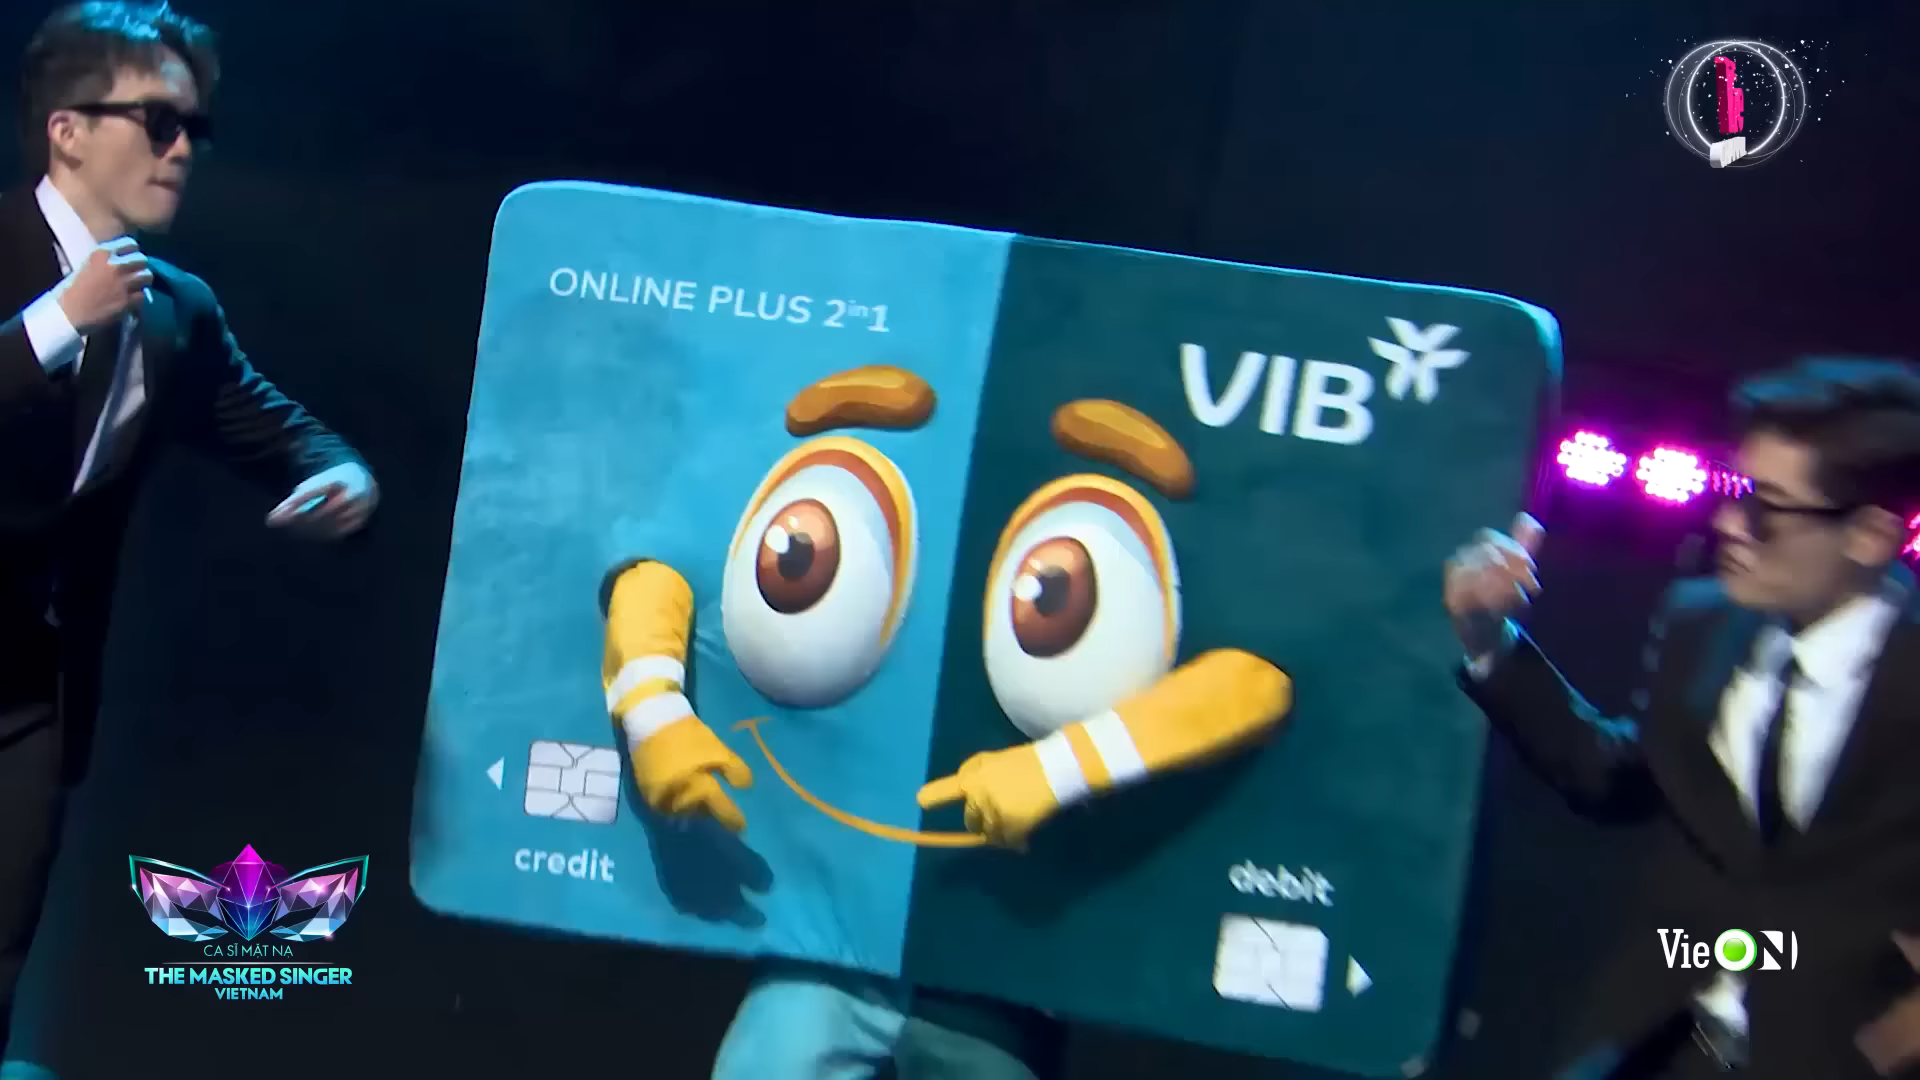 ONLINE PLUS 2in1
VIB
credit
debit
CA SĨ MẶT NẠ
THE MASKED SINGER
VIETNAM
VieON